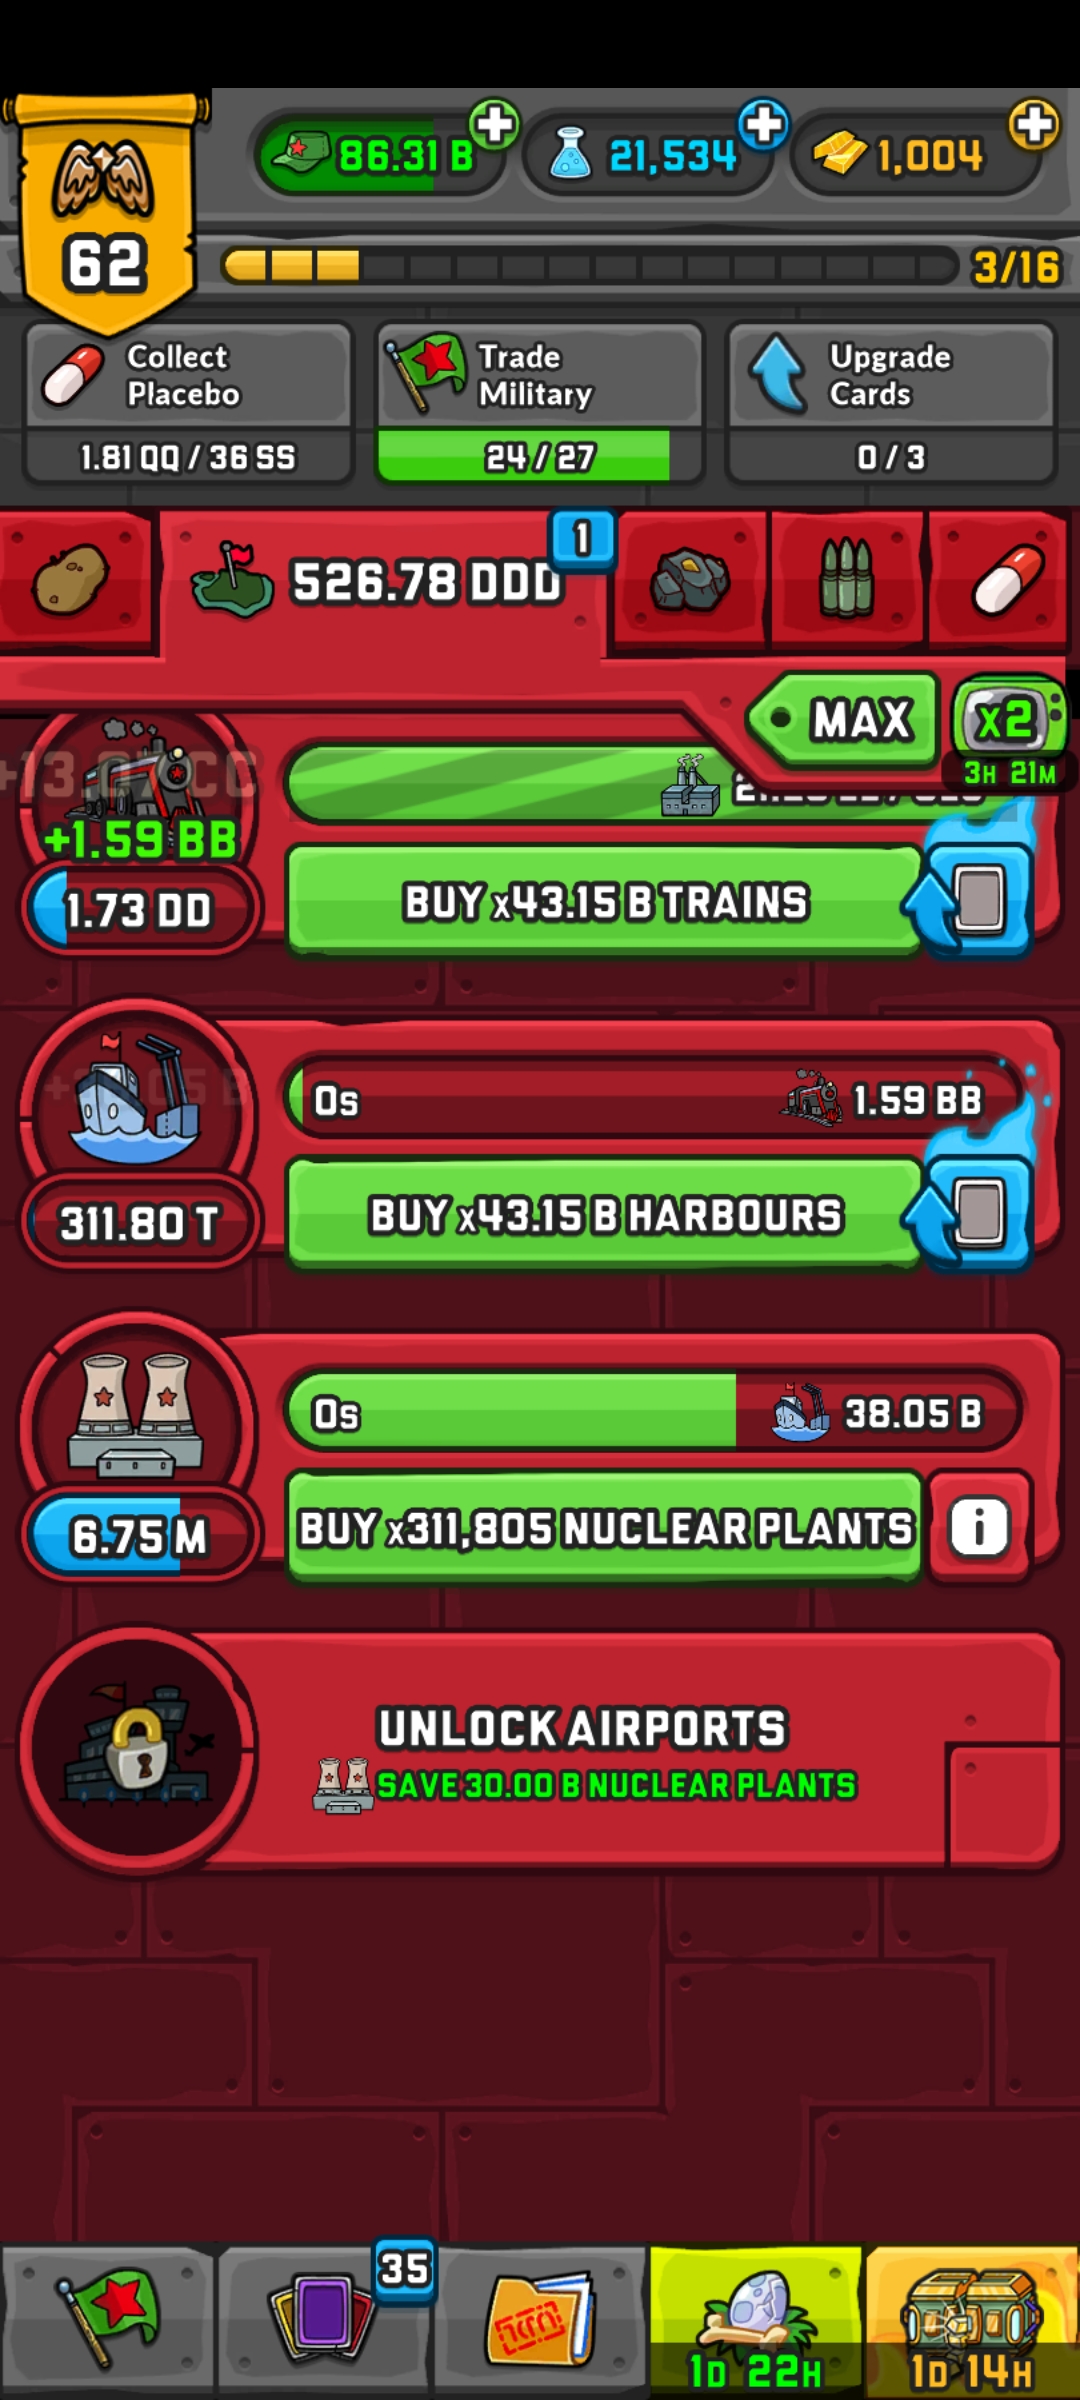 86.31 B
21,534
1,004
62
3/16
Collect
Placebo
1.81 QQ / 36 SS
Trade
Military
24 / 27
Upgrade
Cards
0 / 3
526.78 DDD
1
MAX
x2
3H 21M
+1.59 BB
1.73 DD
BUY x43.15 B TRAINS
0s
1.59 BB
311.80 T
BUY x43.15 B HARBOURS
0s
38.05 B
6.75 M
BUY x311,805 NUCLEAR PLANTS
i
UNLOCK AIRPORTS
SAVE 30.00 B NUCLEAR PLANTS
35
1D 22H
1D 14H